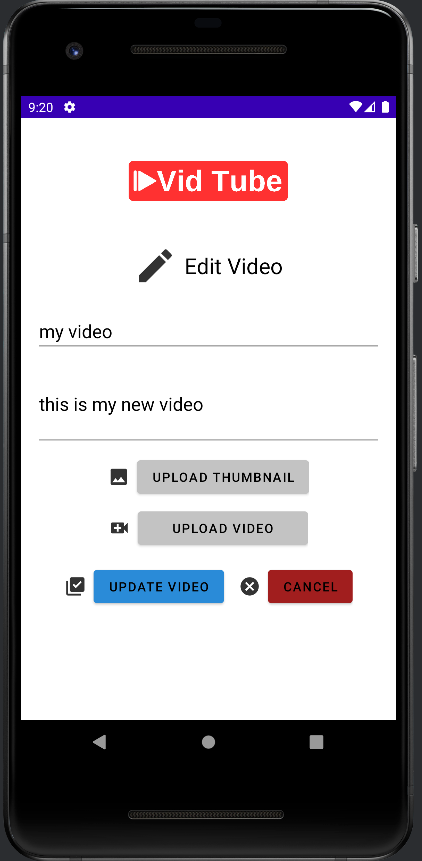 9:20
Vid Tube
Edit Video
my video
this is my new video
UPLOAD THUMBNAIL
UPLOAD VIDEO
UPDATE VIDEO CANCEL